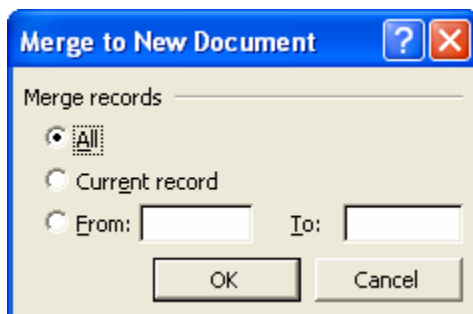 Merge to New Document ?
Merge records
All
Current record
From: To:
OK Cancel